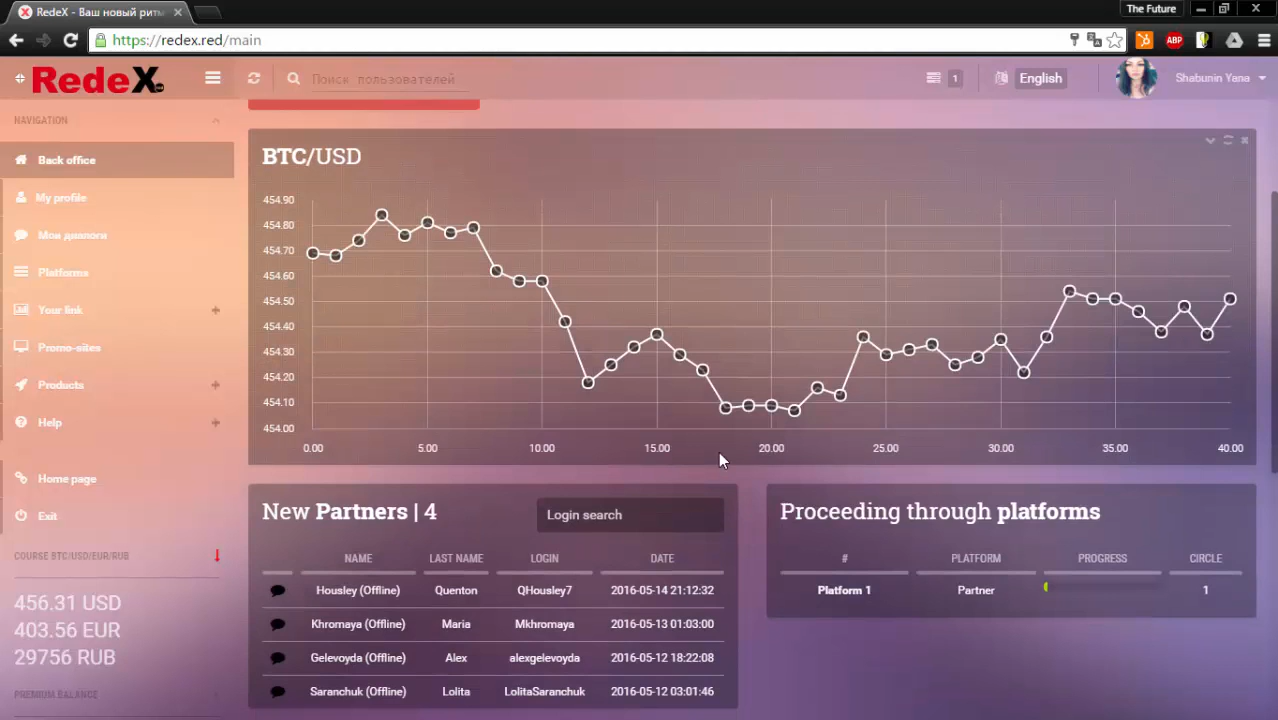 RedeX - Ваш новый ритм
The Future
https://redex.red/main
RedeX
Поиск пользователей
1
English
Shabunin Yana
NAVIGATION
Back office
My profile
Мои диалоги
Platforms
Your link
Promo-sites
Products
Help
Home page
Exit
COURSE BTC/USD/EUR/RUB
456.31 USD
403.56 EUR
29756 RUB
PREMIUM BALANCE
BTC/USD
454.90
454.80
454.70
454.60
454.50
454.40
454.30
454.20
454.10
454.00
0.00 5.00 10.00 15.00 20.00 25.00 30.00 35.00 40.00
New Partners | 4
Login search
NAME LAST NAME LOGIN DATE
Housley (Offline) Quenton QHousley7 2016-05-14 21:12:32
Khromaya (Offline) Maria Mkhromaya 2016-05-13 01:03:00
Gelevoyda (Offline) Alex alexgelevoyda 2016-05-12 18:22:08
Saranchuk (Offline) Lolita LolitaSaranchuk 2016-05-12 03:01:46
Proceeding through platforms
# PLATFORM PROGRESS CIRCLE
Platform 1 Partner 1
ABP